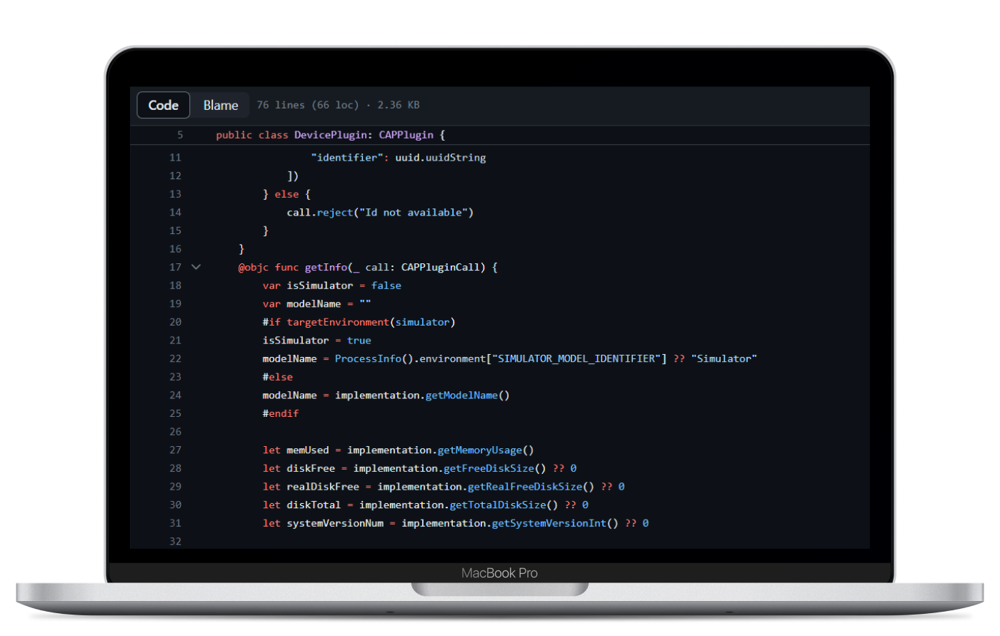 Code Blame 76 lines (66 loc) · 2.36 KB
5 public class DevicePlugin: CAPPlugin {
11 "identifier": uuid.uuidString
12 ])
13 } else {
14 call.reject("Id not available")
15 }
16 }
17 @objc func getInfo(_ call: CAPPluginCall) {
18 var isSimulator = false
19 var modelName = ""
20 #if targetEnvironment(simulator)
21 isSimulator = true
22 modelName = ProcessInfo().environment["SIMULATOR_MODEL_IDENTIFIER"] ?? "Simulator"
23 #else
24 modelName = implementation.getModelName()
25 #endif
26
27 let memUsed = implementation.getMemoryUsage()
28 let diskFree = implementation.getFreeDiskSize() ?? 0
29 let realDiskFree = implementation.getRealFreeDiskSize() ?? 0
30 let diskTotal = implementation.getTotalDiskSize() ?? 0
31 let systemVersionNum = implementation.getSystemVersionInt() ?? 0
32
MacBook Pro